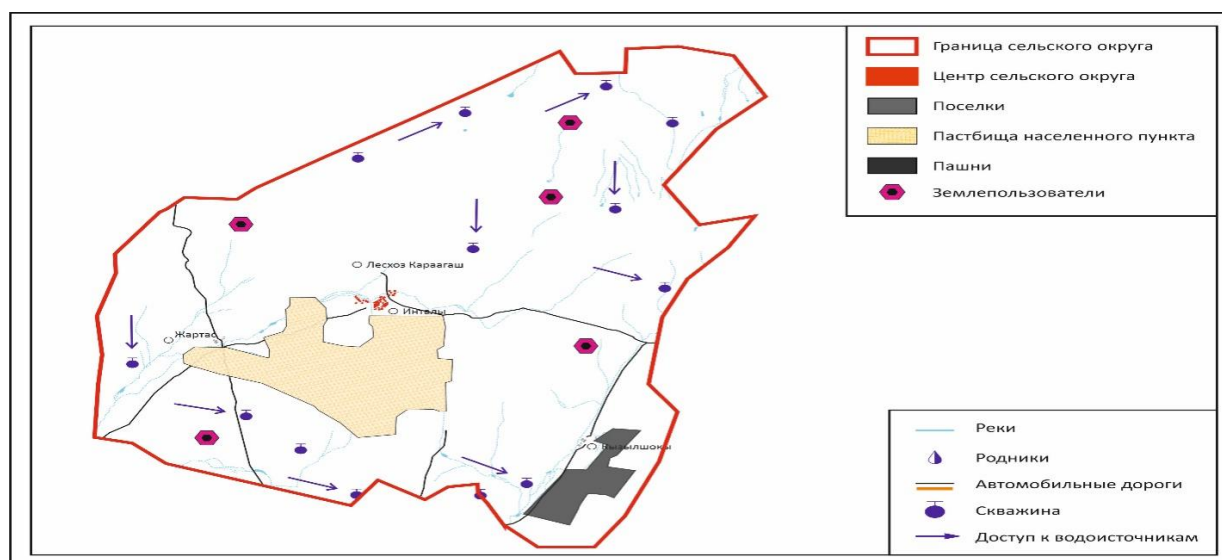 Граница сельского округа
Центр сельского округа
Поселки
Пастбища населенного пункта
Пашни
Землепользователи
Лесхоз Караагаш
Инталы
Жартас
Реки
Родники
Автомобильные дороги
Скважина
Доступ к водоисточникам